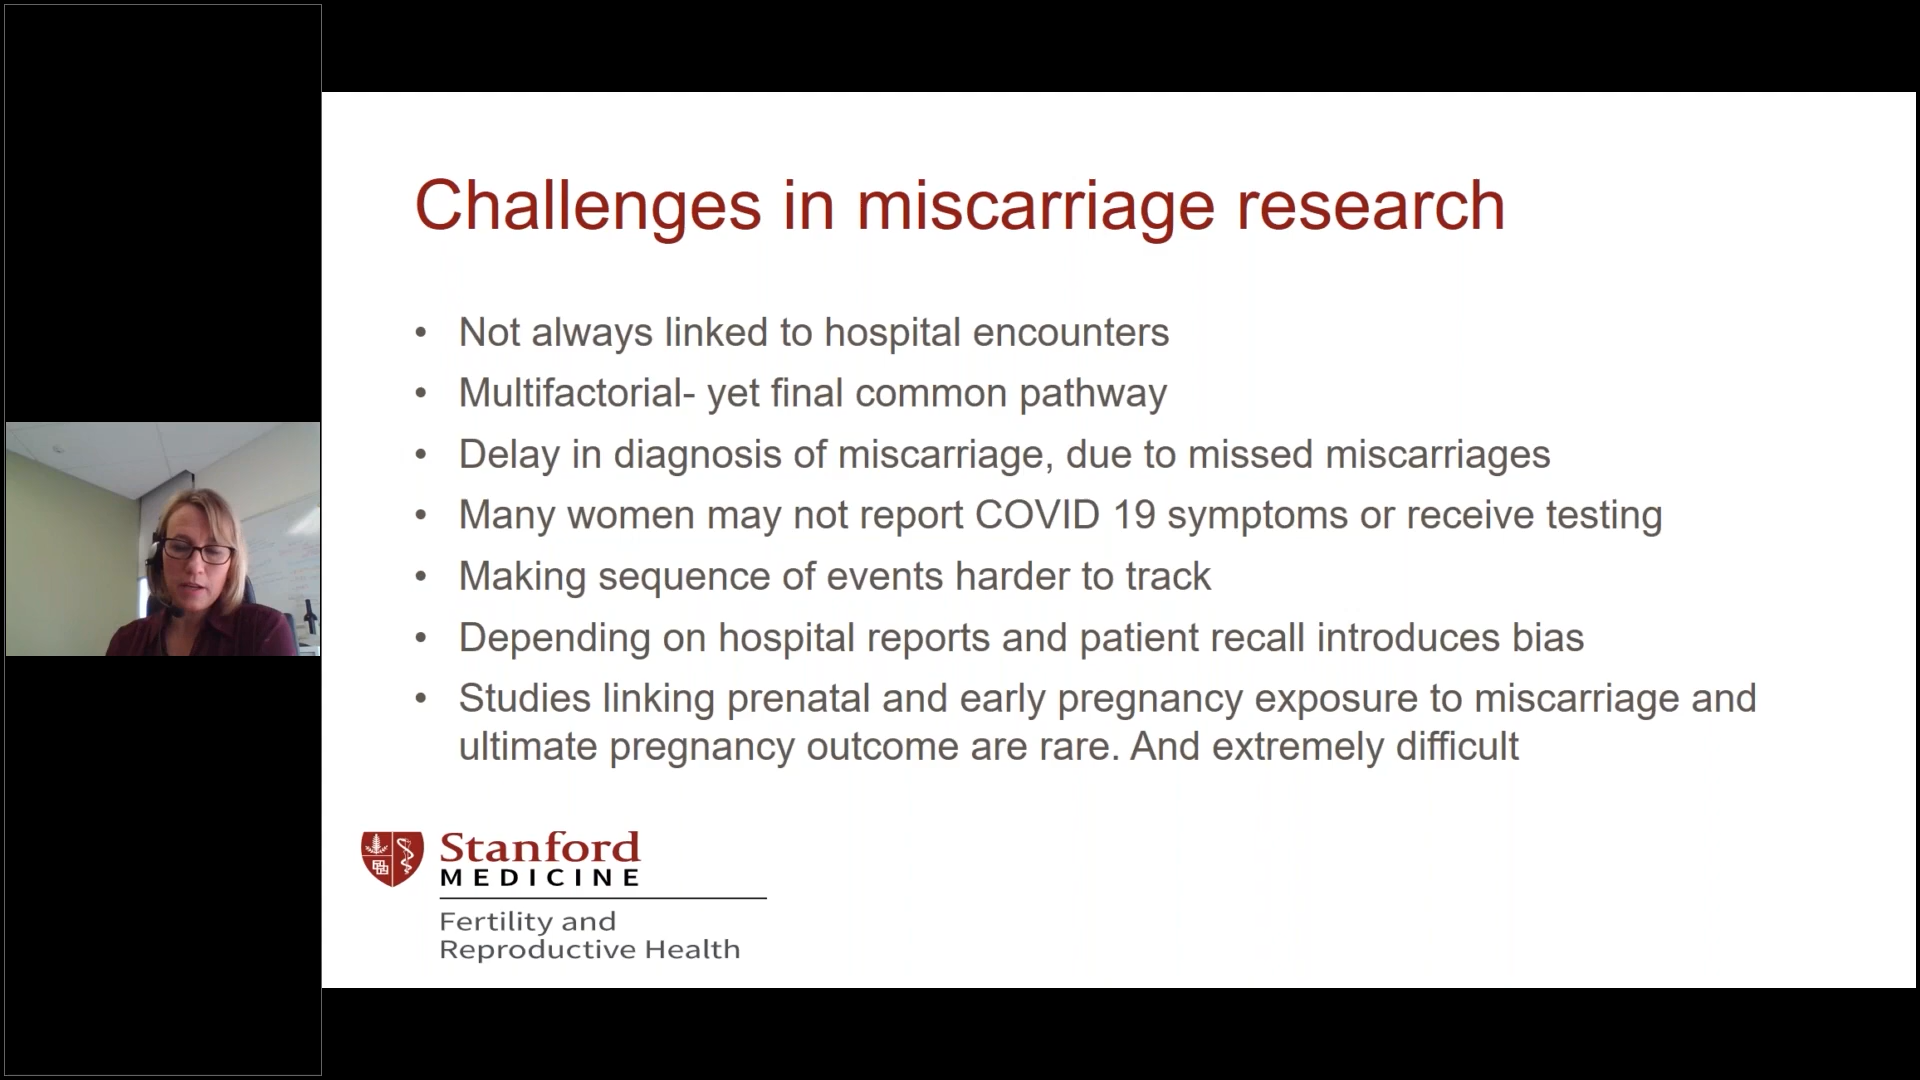 Challenges in miscarriage research
• Not always linked to hospital encounters
• Multifactorial- yet final common pathway
• Delay in diagnosis of miscarriage, due to missed miscarriages
• Many women may not report COVID 19 symptoms or receive testing
• Making sequence of events harder to track
• Depending on hospital reports and patient recall introduces bias
• Studies linking prenatal and early pregnancy exposure to miscarriage and
ultimate pregnancy outcome are rare. And extremely difficult
Stanford
MEDICINE
Fertility and
Reproductive Health